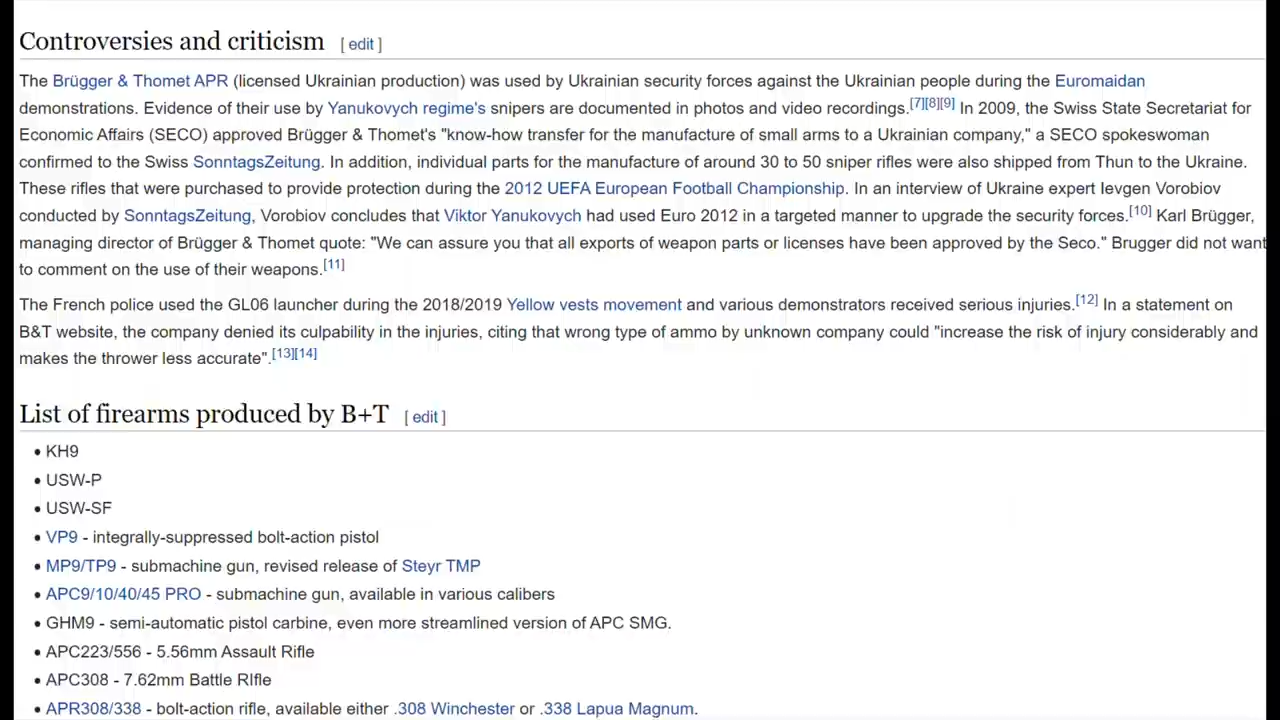 Controversies and criticism [ edit ]
The Brügger & Thomet APR (licensed Ukrainian production) was used by Ukrainian security forces against the Ukrainian people during the Euromaidan
demonstrations. Evidence of their use by Yanukovych regime's snipers are documented in photos and video recordings.[7][8][9] In 2009, the Swiss State Secretariat for
Economic Affairs (SECO) approved Brügger & Thomet's "know-how transfer for the manufacture of small arms to a Ukrainian company," a SECO spokeswoman
confirmed to the Swiss SonntagsZeitung. In addition, individual parts for the manufacture of around 30 to 50 sniper rifles were also shipped from Thun to the Ukraine.
These rifles that were purchased to provide protection during the 2012 UEFA European Football Championship. In an interview of Ukraine expert Ievgen Vorobiov
conducted by SonntagsZeitung, Vorobiov concludes that Viktor Yanukovych had used Euro 2012 in a targeted manner to upgrade the security forces.[10] Karl Brügger,
managing director of Brügger & Thomet quote: "We can assure you that all exports of weapon parts or licenses have been approved by the Seco." Brugger did not want
to comment on the use of their weapons.[11]
The French police used the GL06 launcher during the 2018/2019 Yellow vests movement and various demonstrators received serious injuries.[12] In a statement on
B&T website, the company denied its culpability in the injuries, citing that wrong type of ammo by unknown company could "increase the risk of injury considerably and
makes the thrower less accurate".[13][14]
List of firearms produced by B+T [ edit ]
• KH9
• USW-P
• USW-SF
• VP9 - integrally-suppressed bolt-action pistol
• MP9/TP9 - submachine gun, revised release of Steyr TMP
• APC9/10/40/45 PRO - submachine gun, available in various calibers
• GHM9 - semi-automatic pistol carbine, even more streamlined version of APC SMG.
• APC223/556 - 5.56mm Assault Rifle
• APC308 - 7.62mm Battle RIfle
• APR308/338 - bolt-action rifle, available either .308 Winchester or .338 Lapua Magnum.